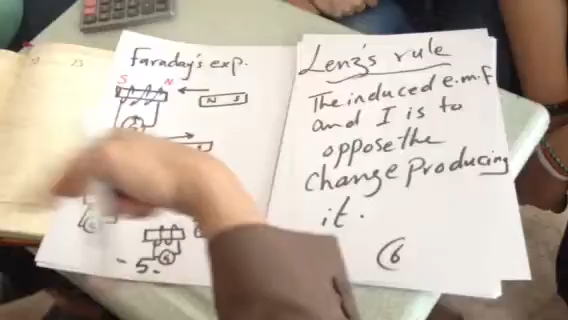 Faraday's exp.
S N
N S
- 5 -
Lenz's rule
The induced e.m.f
and I is to
oppose the
change producing
it.
6